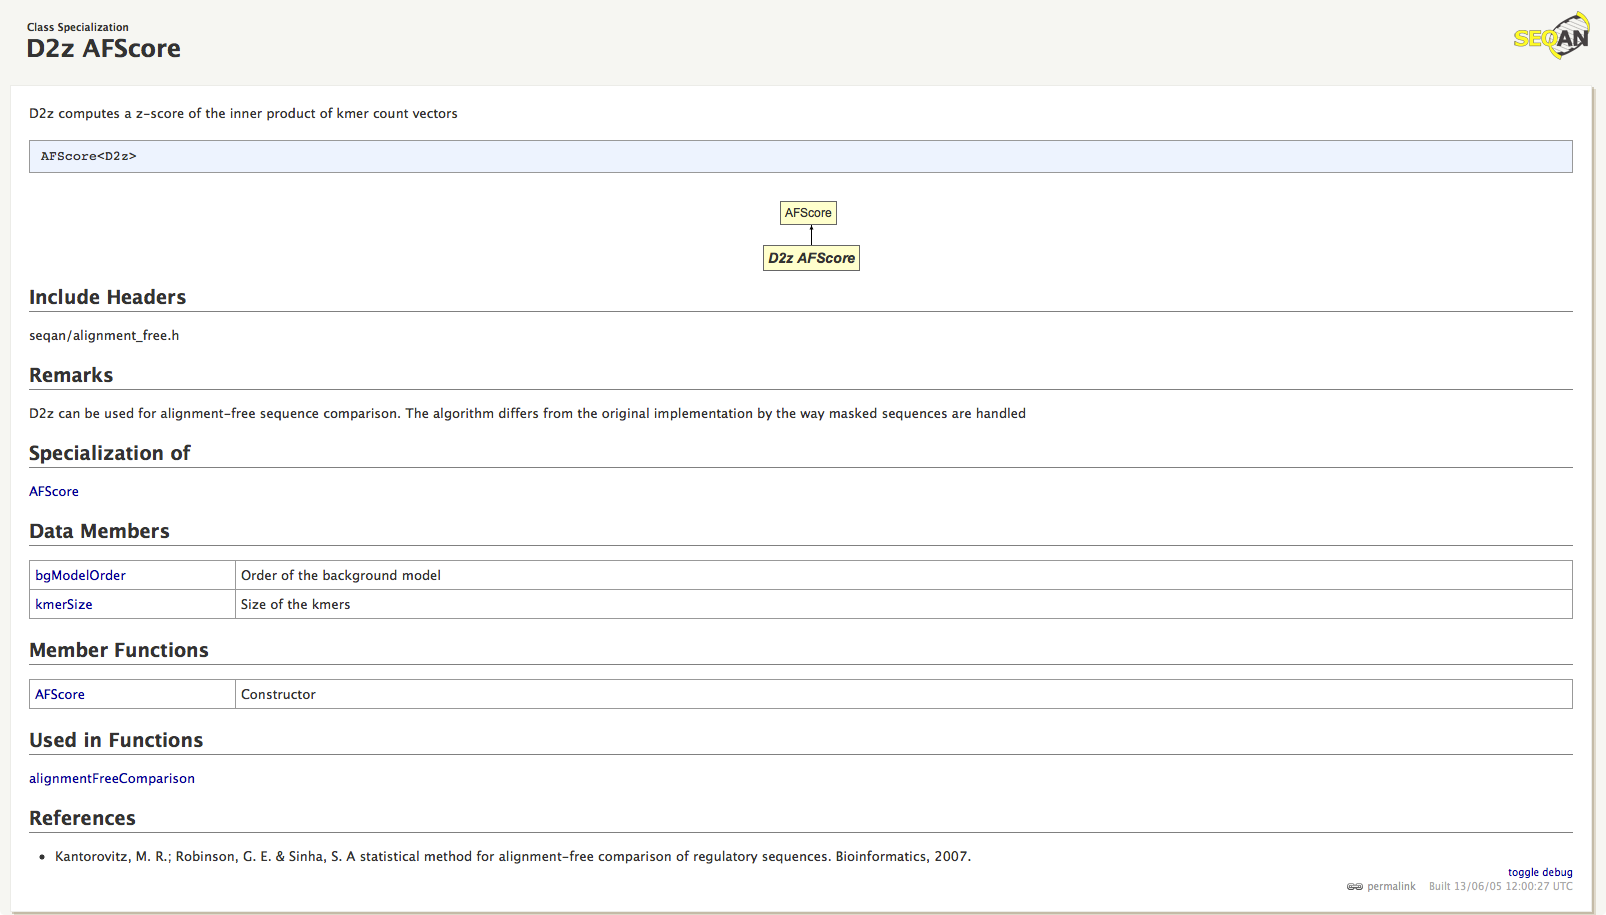 Class Specialization
D2z AFScore
SEQAN
D2z computes a z-score of the inner product of kmer count vectors
AFScore<D2z>
AFScore
D2z AFScore
Include Headers
seqan/alignment_free.h
Remarks
D2z can be used for alignment-free sequence comparison. The algorithm differs from the original implementation by the way masked sequences are handled
Specialization of
AFScore
Data Members
bgModelOrder Order of the background model
kmerSize Size of the kmers
Member Functions
AFScore Constructor
Used in Functions
alignmentFreeComparison
References
• Kantorovitz, M. R.; Robinson, G. E. & Sinha, S. A statistical method for alignment-free comparison of regulatory sequences. Bioinformatics, 2007.
toggle debug
permalink Built 13/06/05 12:00:27 UTC